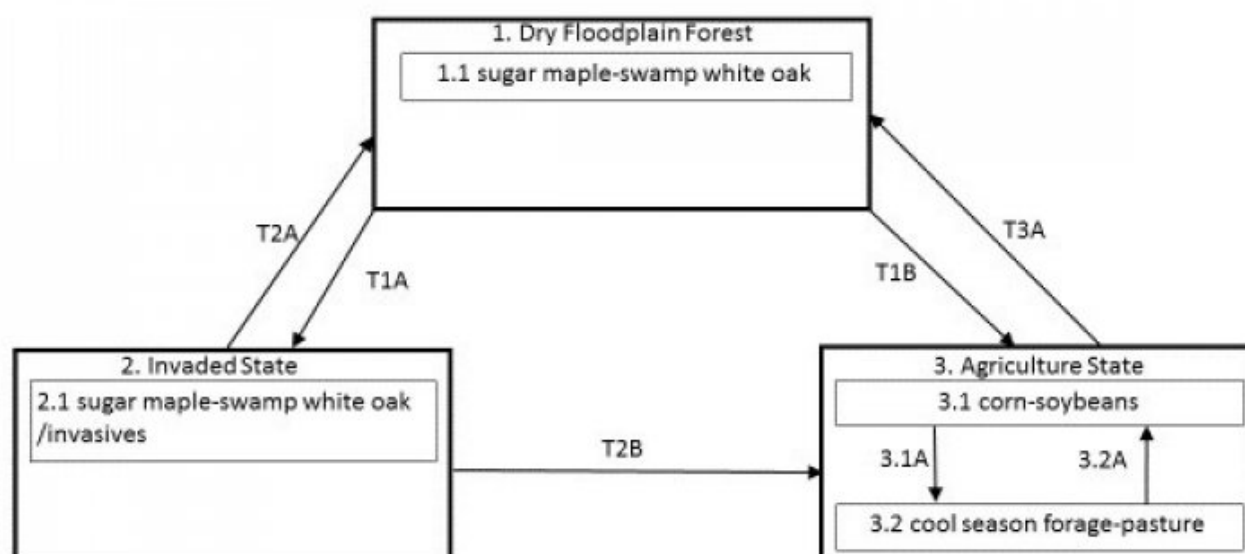 1. Dry Floodplain Forest
1.1 sugar maple-swamp white oak
T2A
T1A
T1B
T3A
2. Invaded State
2.1 sugar maple-swamp white oak
/invasives
T2B
3. Agriculture State
3.1 corn-soybeans
3.1A
3.2A
3.2 cool season forage-pasture